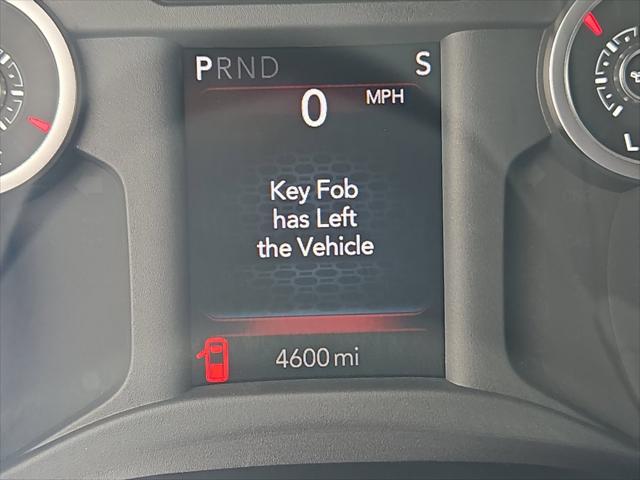 PRND S
0 MPH
Key Fob
has Left
the Vehicle
4600 mi
L